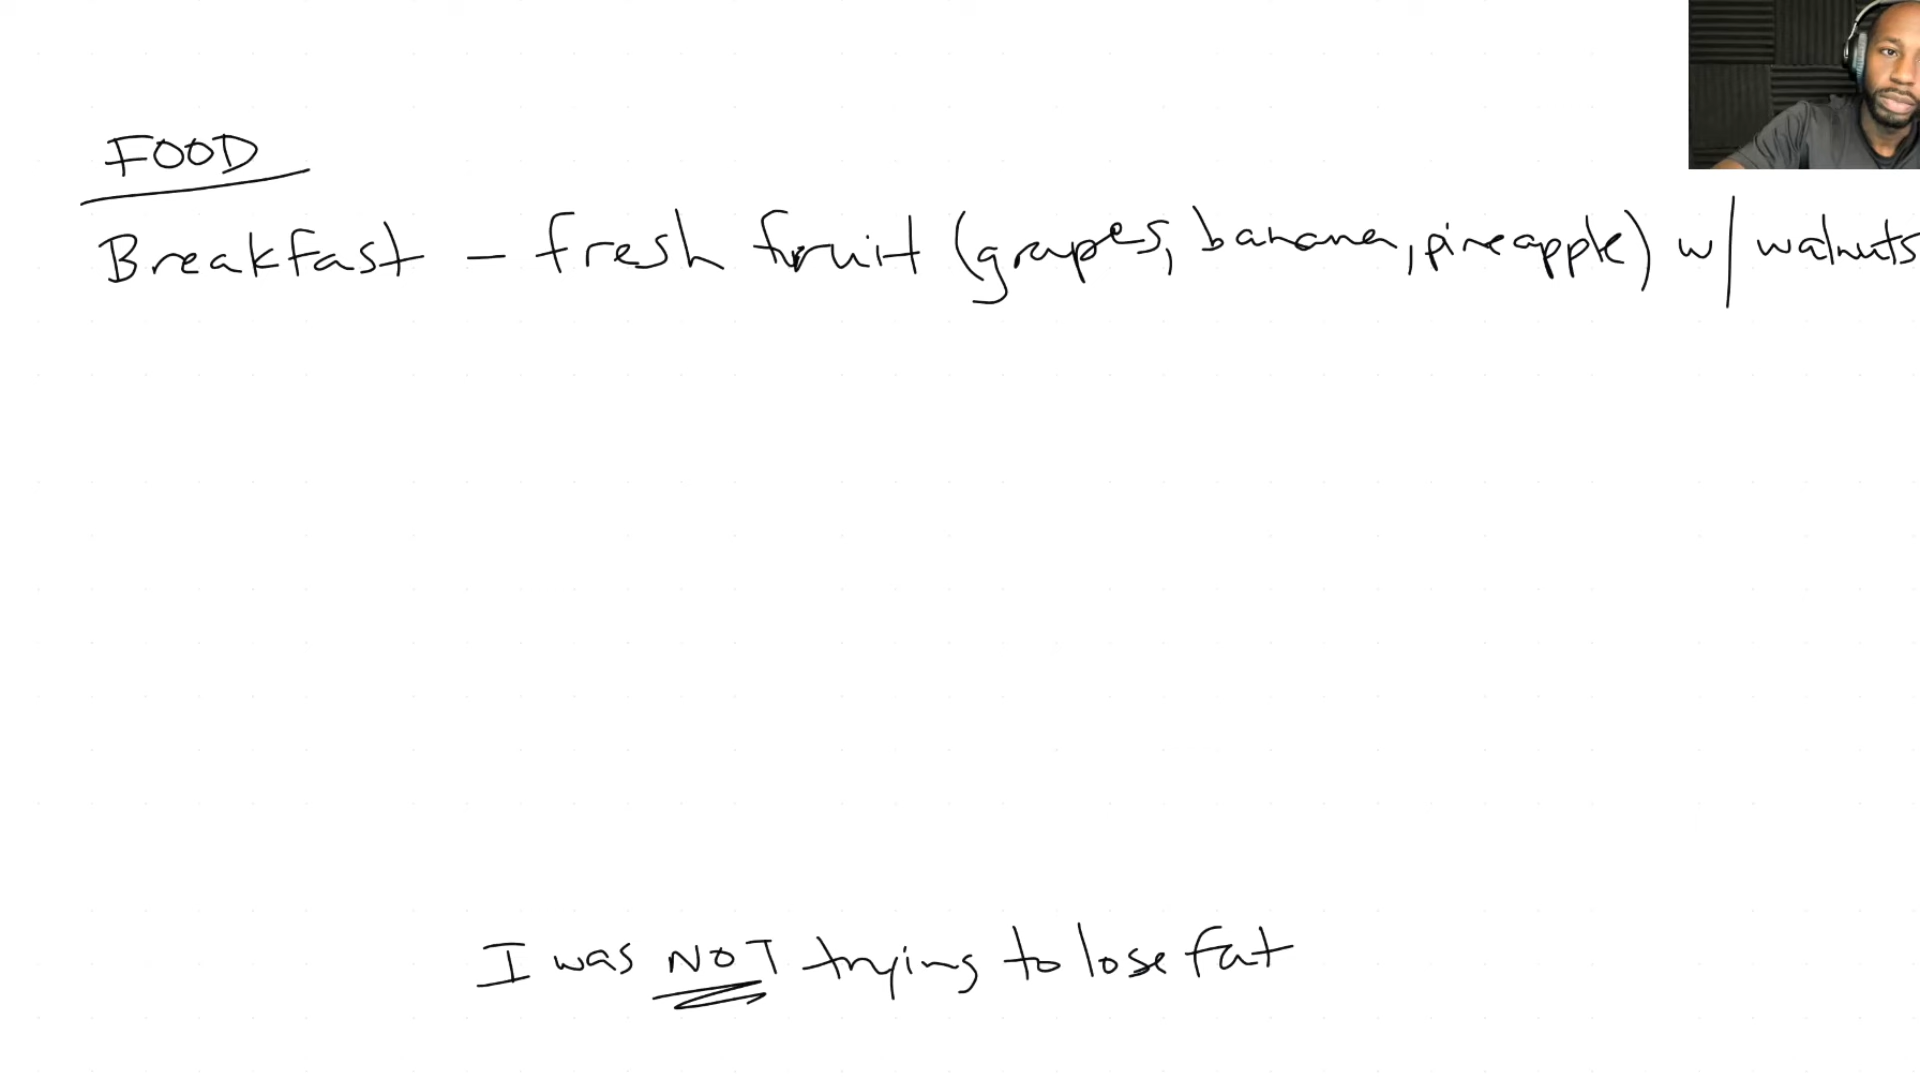 FOOD
Breakfast - fresh fruit (grapes, banana, pineapple) w/ walnuts
I was NOT trying to lose fat